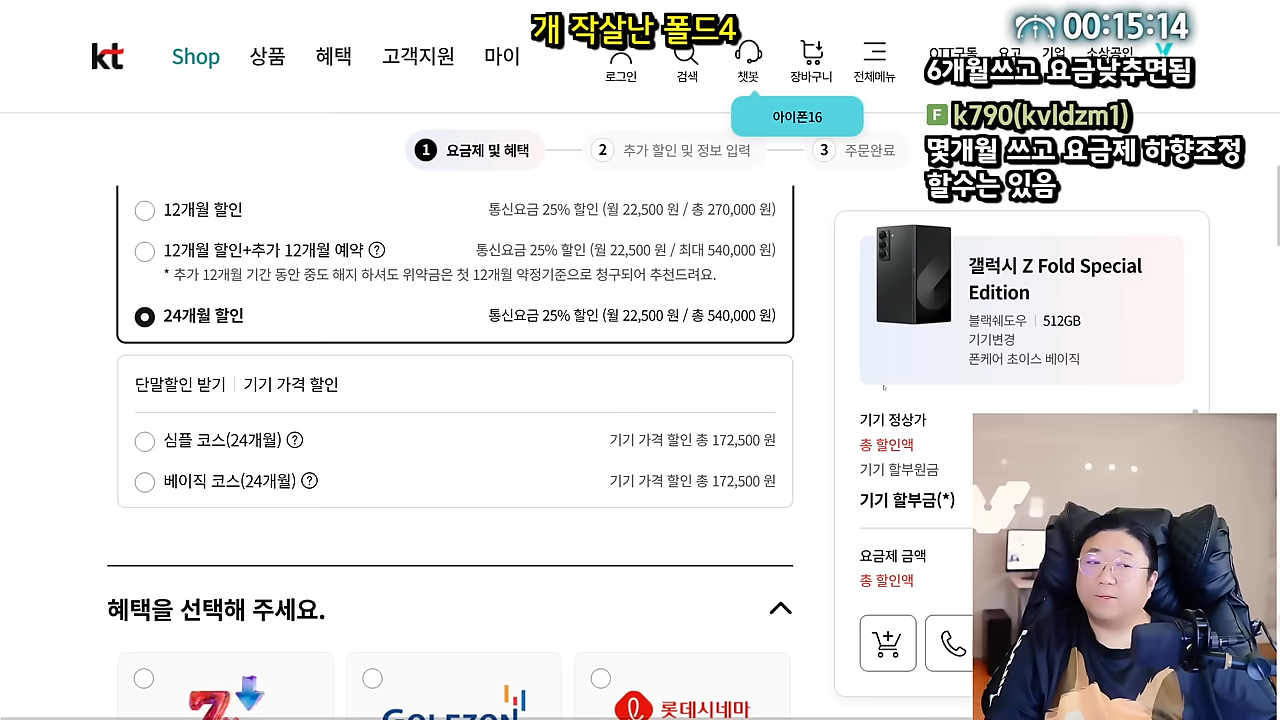 개 작살난 폴드4
00:15:14
kt
Shop
상품
혜택
고객지원
마이
로그인
검색
챗봇
장바구니
전체메뉴
OTT구독
요고
기업
소상공인
아이폰16
6개월쓰고 요금낮추면됨
F k790(kvldzm1)
몇개월 쓰고 요금제 하향조정
할수는 있음
1 요금제 및 혜택
2 추가 할인 및 정보 입력
3 주문완료
12개월 할인
통신요금 25% 할인 (월 22,500 원 / 총 270,000 원)
12개월 할인+추가 12개월 예약 ?
통신요금 25% 할인 (월 22,500 원 / 최대 540,000 원)
* 추가 12개월 기간 동안 중도 해지 하셔도 위약금은 첫 12개월 약정기준으로 청구되어 추천드려요.
24개월 할인
통신요금 25% 할인 (월 22,500 원 / 총 540,000 원)
단말할인 받기 | 기기 가격 할인
심플 코스(24개월) ?
기기 가격 할인 총 172,500 원
베이직 코스(24개월) ?
기기 가격 할인 총 172,500 원
혜택을 선택해 주세요.
롯데시네마
갤럭시 Z Fold Special
Edition
블랙쉐도우 | 512GB
기기변경
폰케어 초이스 베이직
기기 정상가
총 할인액
기기 할부원금
기기 할부금(*)
요금제 금액
총 할인액